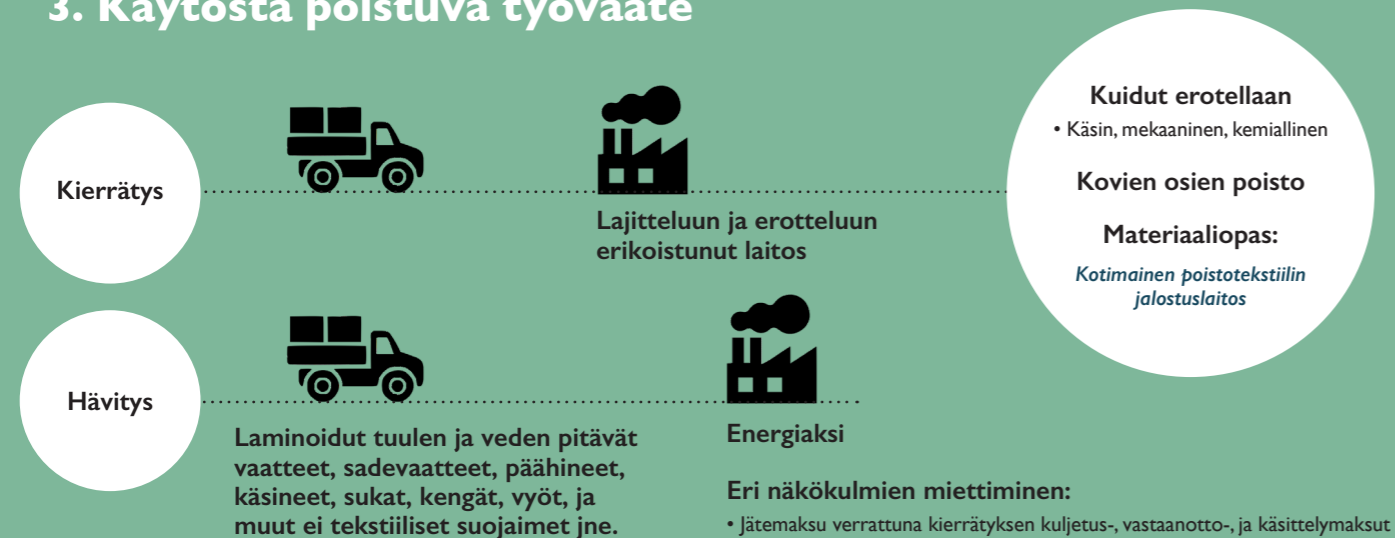 3. Käytöstä poistuva työvaate
Kierrätys
Lajitteluun ja erotteluun
erikoistunut laitos
Kuidut erotellaan
• Käsin, mekaaninen, kemiallinen
Kovien osien poisto
Materiaaliopas:
Kotimainen poistotekstiilin
jalostuslaitos
Hävitys
Laminoidut tuulen ja veden pitävät
vaatteet, sadevaatteet, päähineet,
käsineet, sukat, kengät, vyöt, ja
muut ei tekstiiliset suojaimet jne.
Energiaksi
Eri näkökulmien miettiminen:
• Jätemaksu verrattuna kierrätyksen kuljetus-, vastaanotto-, ja käsittelymaksut